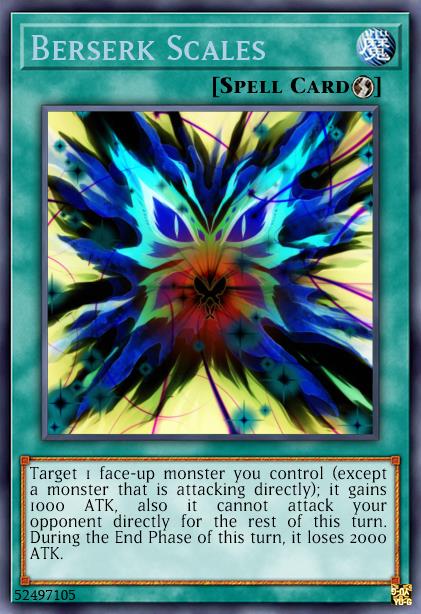 Berserk Scales
[Spell Card]
Target 1 face-up monster you control (except
a monster that is attacking directly); it gains
1000 ATK, also it cannot attack your
opponent directly for the rest of this turn.
During the End Phase of this turn, it loses 2000
ATK.
52497105